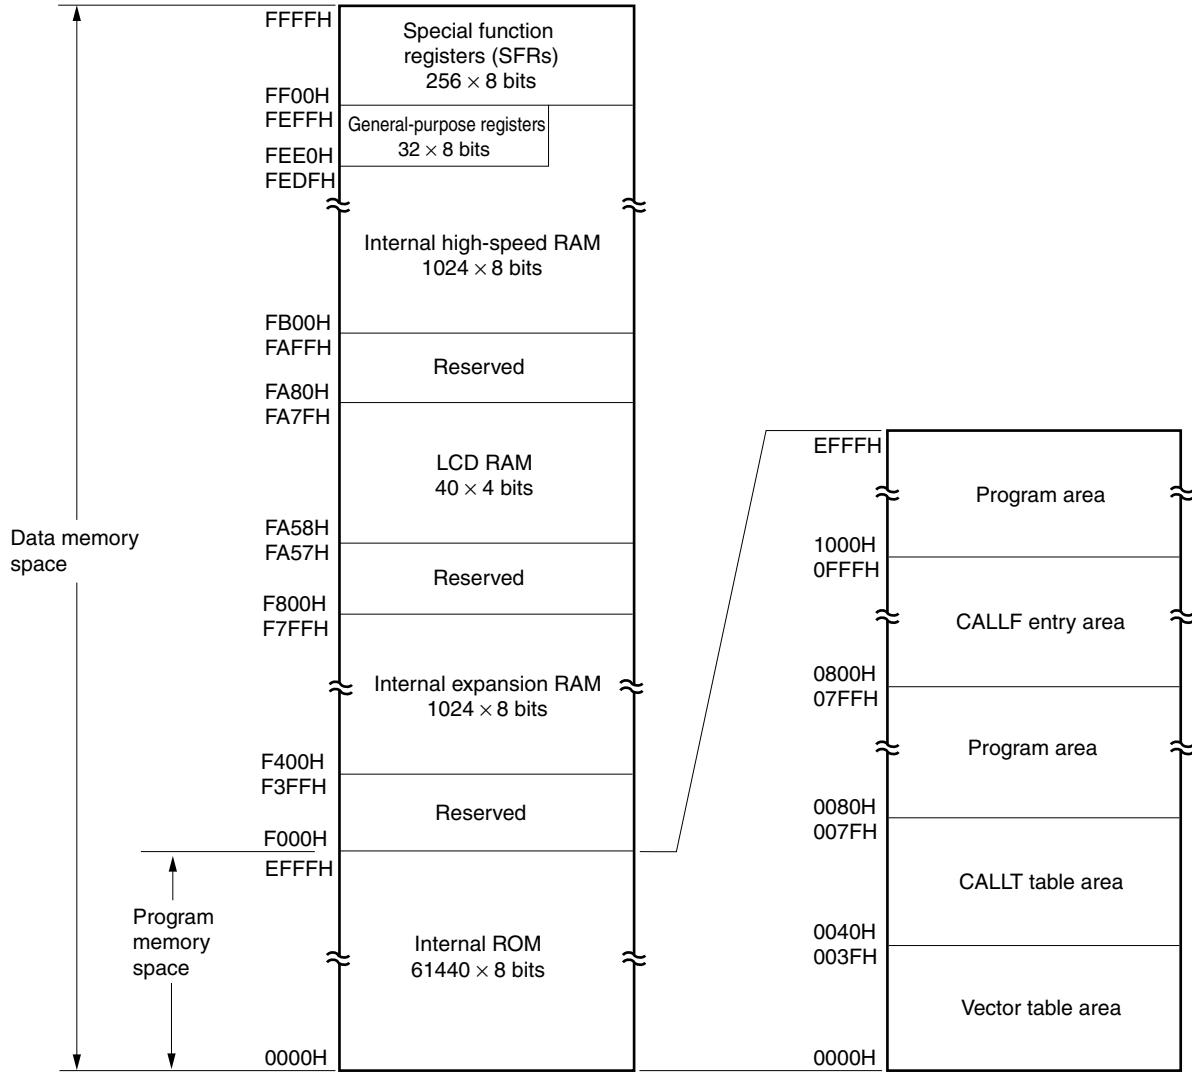 FFFFH
Special function
registers (SFRs)
256 × 8 bits
FF00H
FEFFH
General-purpose registers
32 × 8 bits
FEE0H
FEDFH
Internal high-speed RAM
1024 × 8 bits
FB00H
FAFFH
Reserved
FA80H
FA7FH
LCD RAM
40 × 4 bits
FA58H
FA57H
Reserved
Data memory
space
F800H
F7FFH
Internal expansion RAM
1024 × 8 bits
F400H
F3FFH
Reserved
F000H
EFFFH
Program
memory
space
Internal ROM
61440 × 8 bits
0000H
EFFFH
Program area
1000H
0FFFH
CALLF entry area
0800H
07FFH
Program area
0080H
007FH
CALLT table area
0040H
003FH
Vector table area
0000H